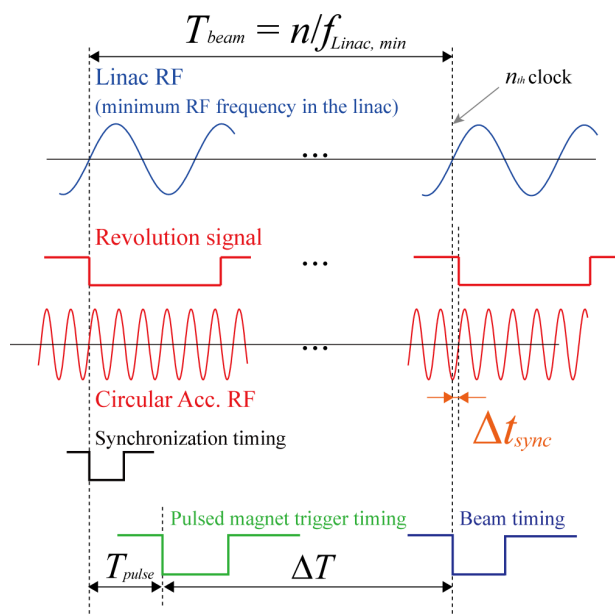 T_beam = n/f_Linac, min
Linac RF
(minimum RF frequency in the linac)
n_th clock
...
Revolution signal
...
...
Circular Acc. RF
Δt_sync
Synchronization timing
Pulsed magnet trigger timing
Beam timing
T_pulse
ΔT